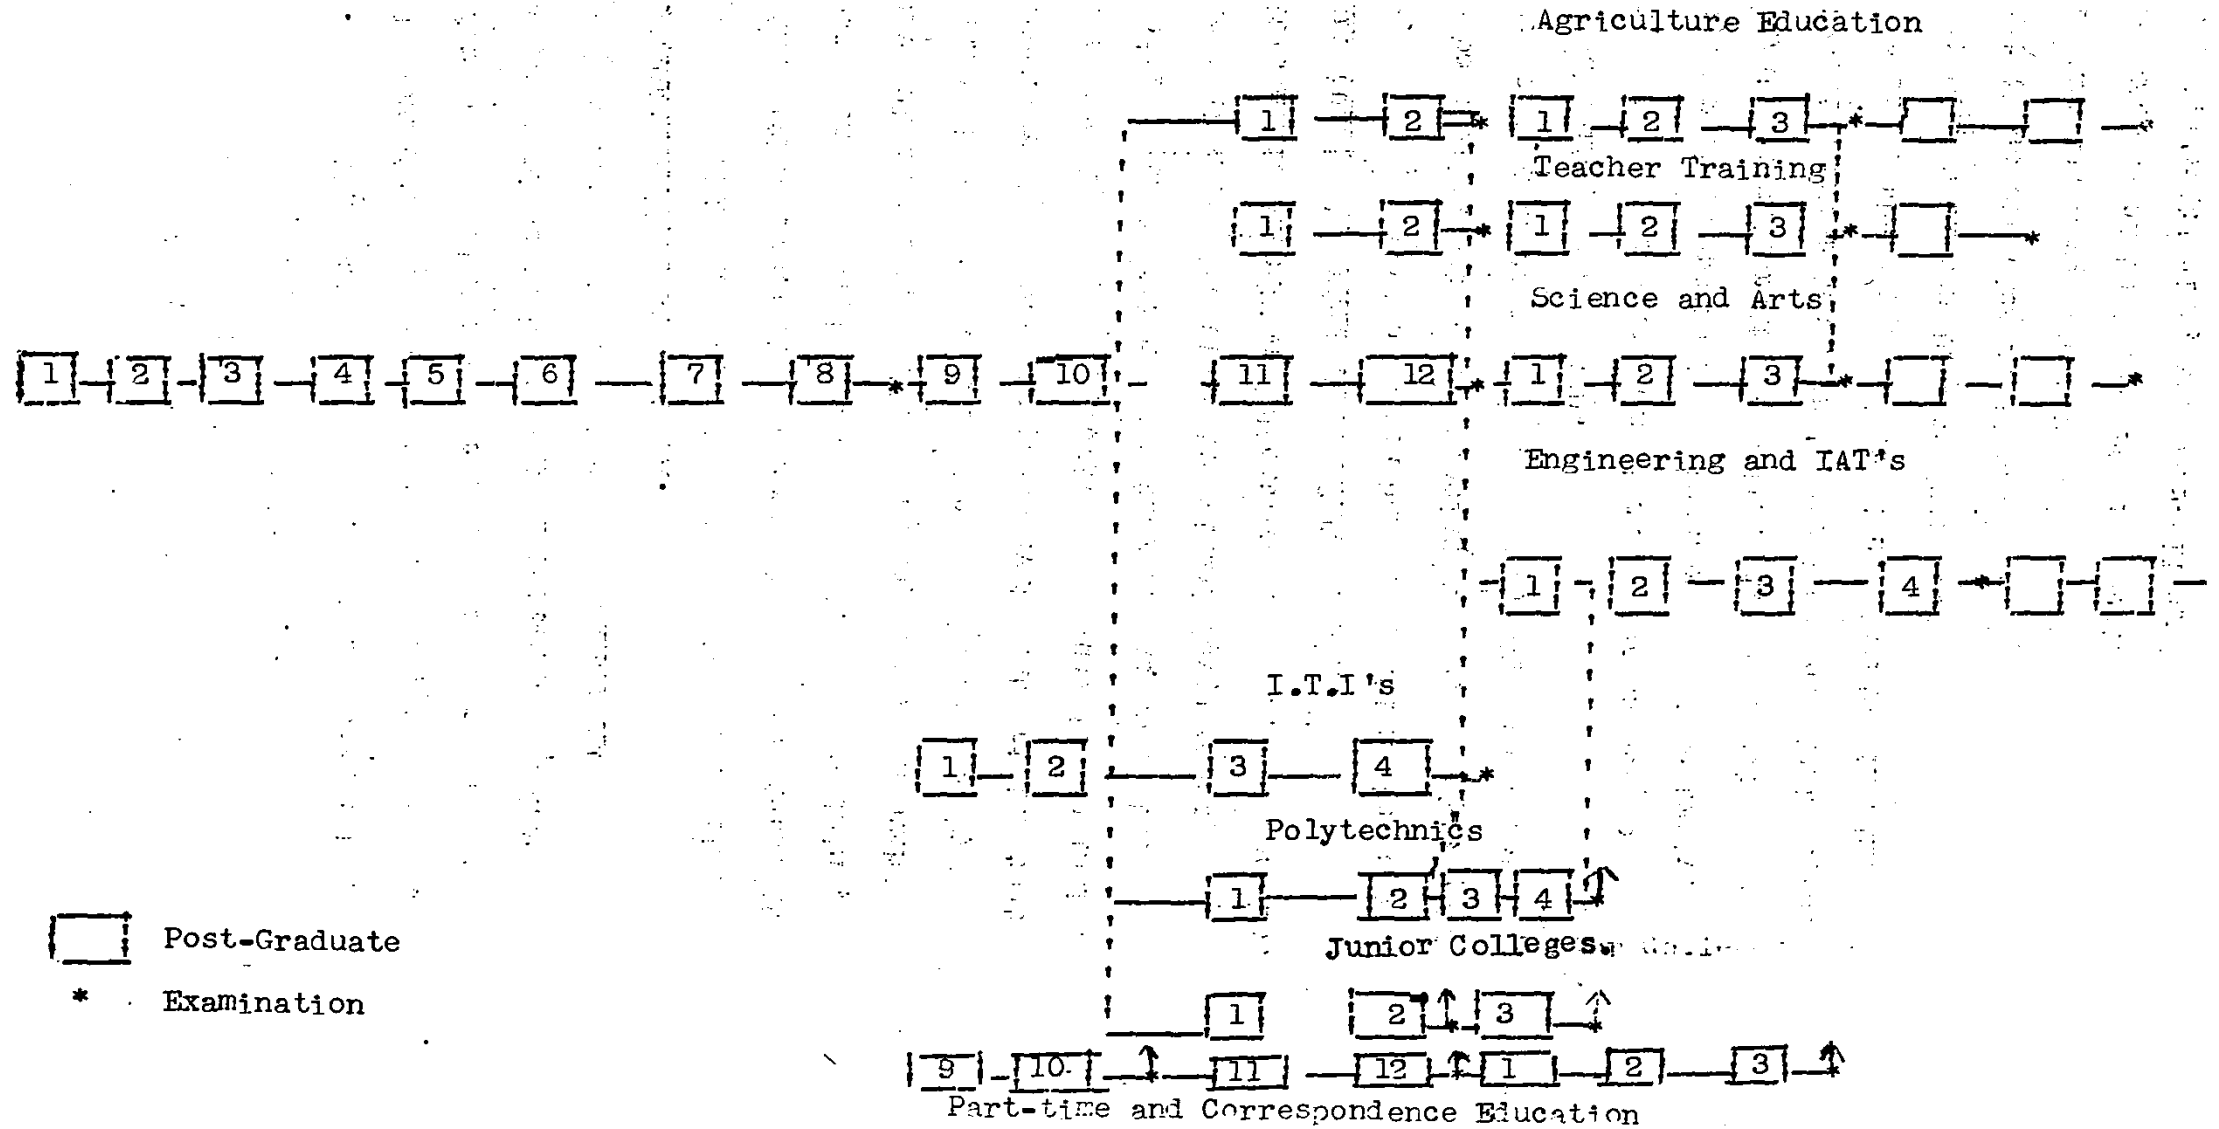 Agriculture Education
1 2 * 1 2 3 *
Teacher Training
1 2 * 1 2 3 * *
Science and Arts
1 2 3 4 5 6 7 8 * 9 10 11 12 * 1 2 3 * *
Engineering and IAT's
1 2 3 4 *
I.T.I's
1 2 3 4 *
Polytechnics
1 2 3 4 *
Post-Graduate
Junior Colleges.
* Examination
1 2 * 3 *
9 10 * 11 12 * 1 2 3 *
Part-time and Correspondence Education